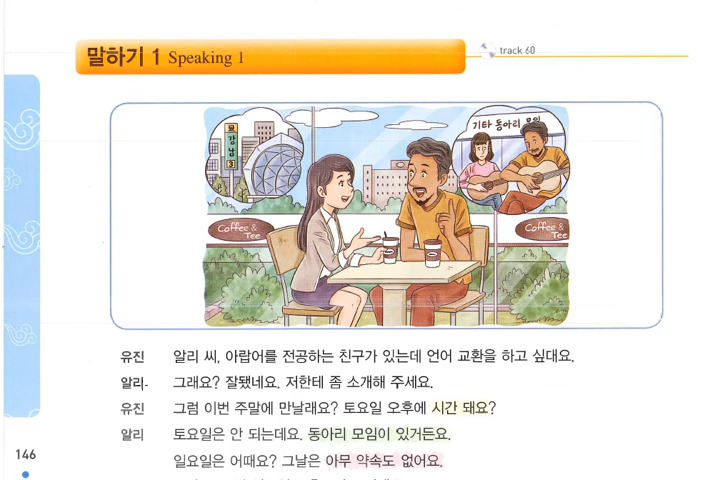 말하기 1 Speaking 1
track 60
강남
기타 동아리 모임
Coffee & Tee
Coffee & Tee
유진 알리 씨, 아랍어를 전공하는 친구가 있는데 언어 교환을 하고 싶대요.
알리- 그래요? 잘됐네요. 저한테 좀 소개해 주세요.
유진 그럼 이번 주말에 만날래요? 토요일 오후에 시간 돼요?
알리 토요일은 안 되는데요. 동아리 모임이 있거든요.
일요일은 어때요? 그날은 아무 약속도 없어요.
146